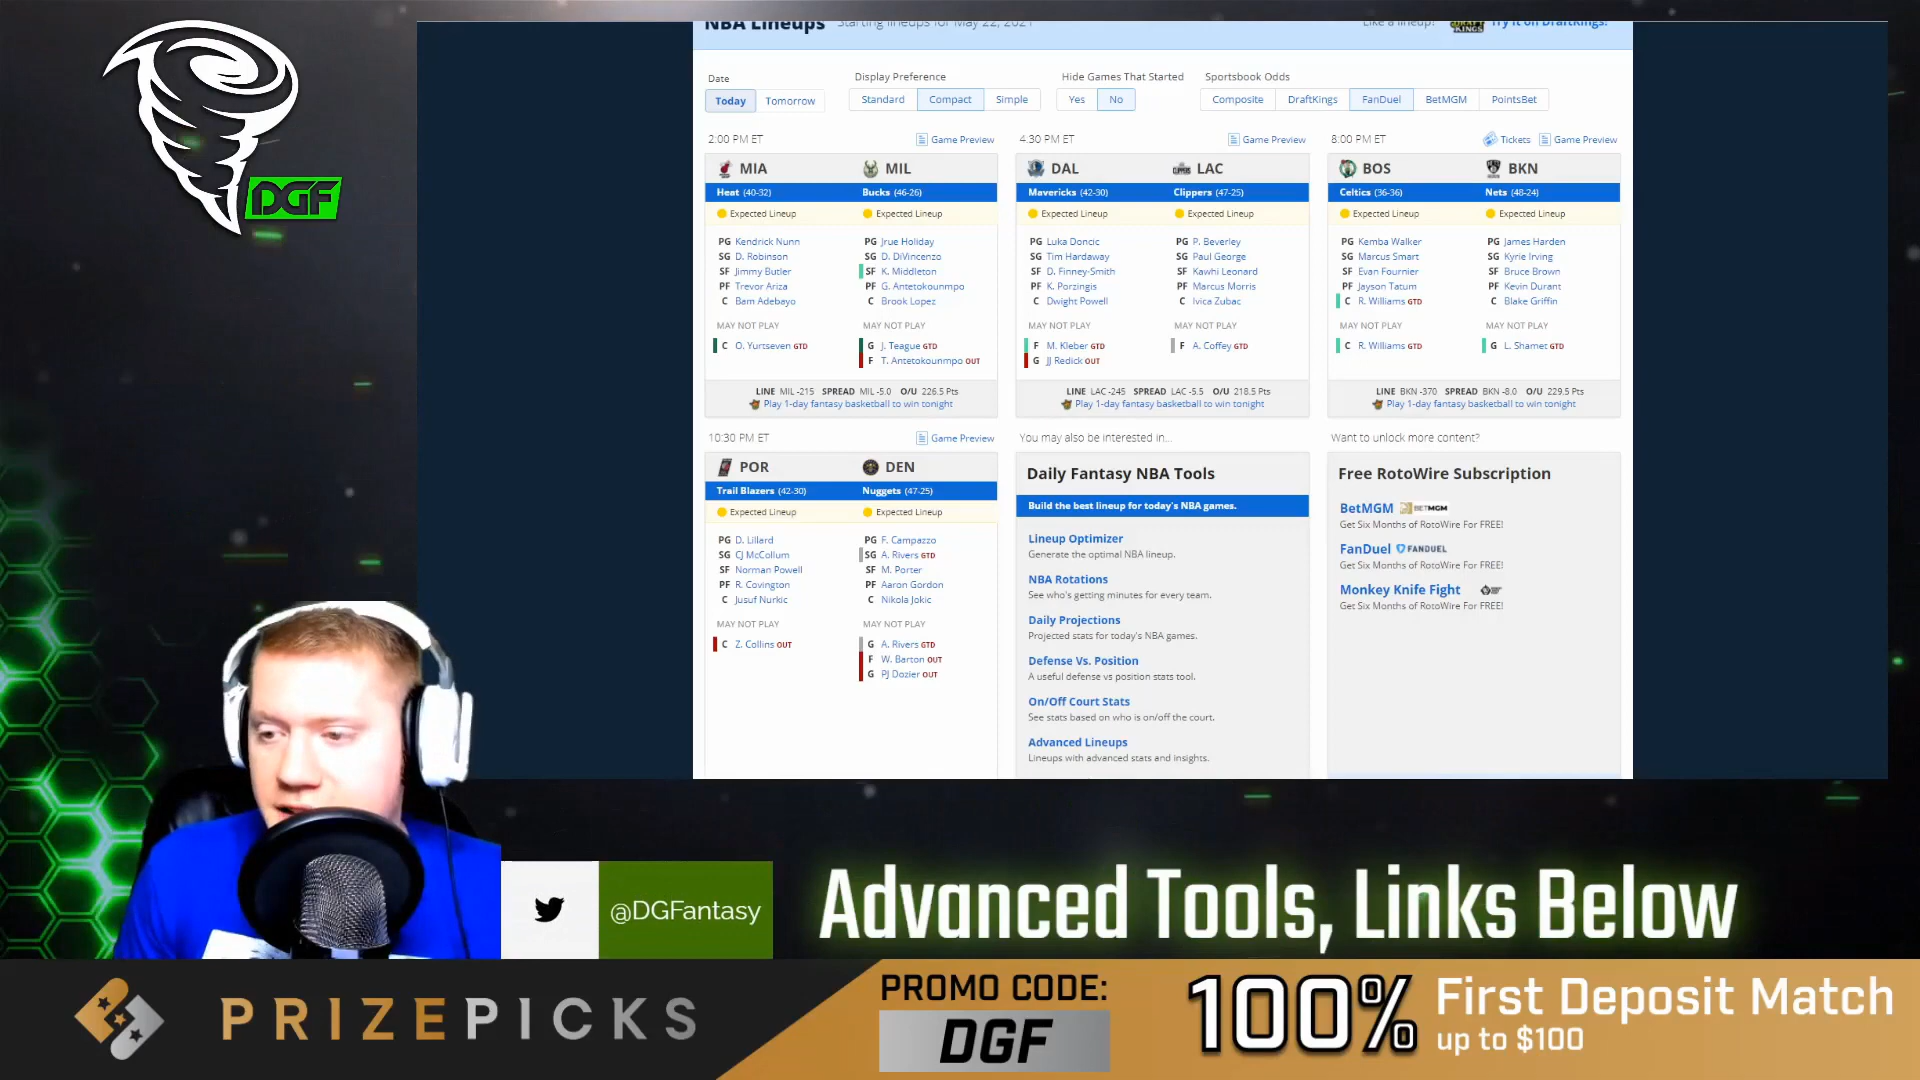 NBA Lineups Starting lineups for May 22, 2021
Like a lineup? Try it on DraftKings!
DRAFT KINGS
DGF
Date
Today Tomorrow
Display Preference
Standard Compact Simple
Hide Games That Started
Yes No
Sportsbook Odds
Composite DraftKings FanDuel BetMGM PointsBet
2:00 PM ET Game Preview
MIA MIL
Heat (40-32) Bucks (46-26)
Expected Lineup Expected Lineup
PG Kendrick Nunn PG Jrue Holiday
SG D. Robinson SG D. DiVincenzo
SF Jimmy Butler SF K. Middleton
PF Trevor Ariza PF G. Antetokounmpo
C Bam Adebayo C Brook Lopez
MAY NOT PLAY MAY NOT PLAY
C O. Yurtseven GTD G J. Teague GTD
F T. Antetokounmpo OUT
LINE MIL -215 SPREAD MIL -5.0 O/U 226.5 Pts
Play 1-day fantasy basketball to win tonight
4:30 PM ET Game Preview
DAL LAC
Mavericks (42-30) Clippers (47-25)
Expected Lineup Expected Lineup
PG Luka Doncic PG P. Beverley
SG Tim Hardaway SG Paul George
SF D. Finney-Smith SF Kawhi Leonard
PF K. Porzingis PF Marcus Morris
C Dwight Powell C Ivica Zubac
MAY NOT PLAY MAY NOT PLAY
F M. Kleber GTD F A. Coffey GTD
G JJ Redick OUT
LINE LAC -245 SPREAD LAC -5.5 O/U 218.5 Pts
Play 1-day fantasy basketball to win tonight
8:00 PM ET Tickets Game Preview
BOS BKN
Celtics (36-36) Nets (48-24)
Expected Lineup Expected Lineup
PG Kemba Walker PG James Harden
SG Marcus Smart SG Kyrie Irving
SF Evan Fournier SF Bruce Brown
PF Jayson Tatum PF Kevin Durant
C R. Williams GTD C Blake Griffin
MAY NOT PLAY MAY NOT PLAY
C R. Williams GTD G L. Shamet GTD
LINE BKN -370 SPREAD BKN -8.0 O/U 229.5 Pts
Play 1-day fantasy basketball to win tonight
10:30 PM ET Game Preview
POR DEN
Trail Blazers (42-30) Nuggets (47-25)
Expected Lineup Expected Lineup
PG D. Lillard PG F. Campazzo
SG CJ McCollum SG A. Rivers GTD
SF Norman Powell SF M. Porter
PF R. Covington PF Aaron Gordon
C Jusuf Nurkic C Nikola Jokic
MAY NOT PLAY MAY NOT PLAY
C Z. Collins OUT G A. Rivers GTD
F W. Barton OUT
G PJ Dozier OUT
You may also be interested in...
Daily Fantasy NBA Tools
Build the best lineup for today's NBA games.
Lineup Optimizer
Generate the optimal NBA lineup.
NBA Rotations
See who's getting minutes for every team.
Daily Projections
Projected stats for today's NBA games.
Defense Vs. Position
A useful defense vs position stats tool.
On/Off Court Stats
See stats based on who is on/off the court.
Advanced Lineups
Lineups with advanced stats and insights.
Want to unlock more content?
Free RotoWire Subscription
BetMGM BETMGM
Get Six Months of RotoWire For FREE!
FanDuel FANDUEL
Get Six Months of RotoWire For FREE!
Monkey Knife Fight
Get Six Months of RotoWire For FREE!
@DGFantasy
Advanced Tools, Links Below
PRIZEPICKS
PROMO CODE:
DGF
100% First Deposit Match
up to $100